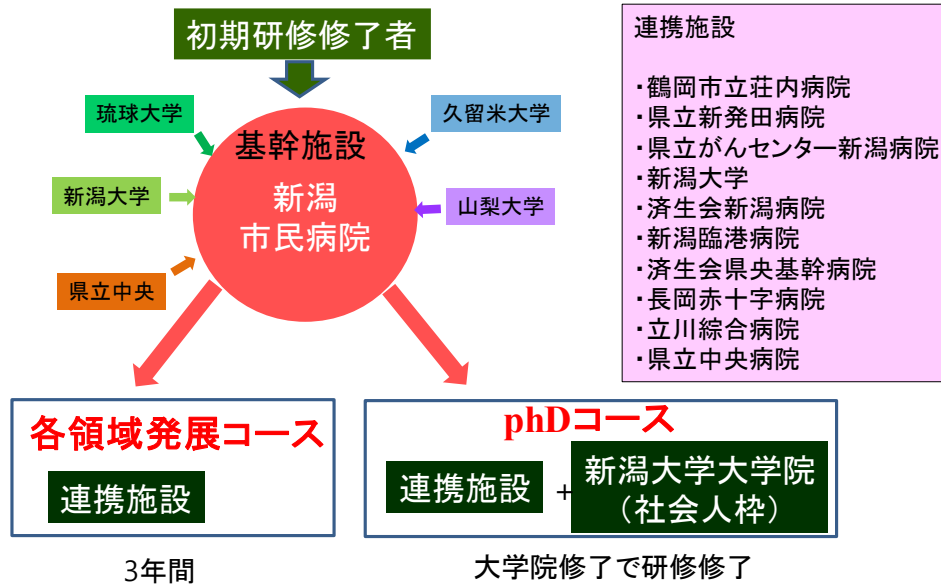 初期研修修了者
琉球大学
久留米大学
基幹施設
新潟
市民病院
新潟大学
山梨大学
県立中央
連携施設
・鶴岡市立荘内病院
・県立新発田病院
・県立がんセンター新潟病院
・新潟大学
・済生会新潟病院
・新潟臨港病院
・済生会県央基幹病院
・長岡赤十字病院
・立川綜合病院
・県立中央病院
各領域発展コース
連携施設
3年間
phDコース
連携施設 + 新潟大学大学院
（社会人枠）
大学院修了で研修修了